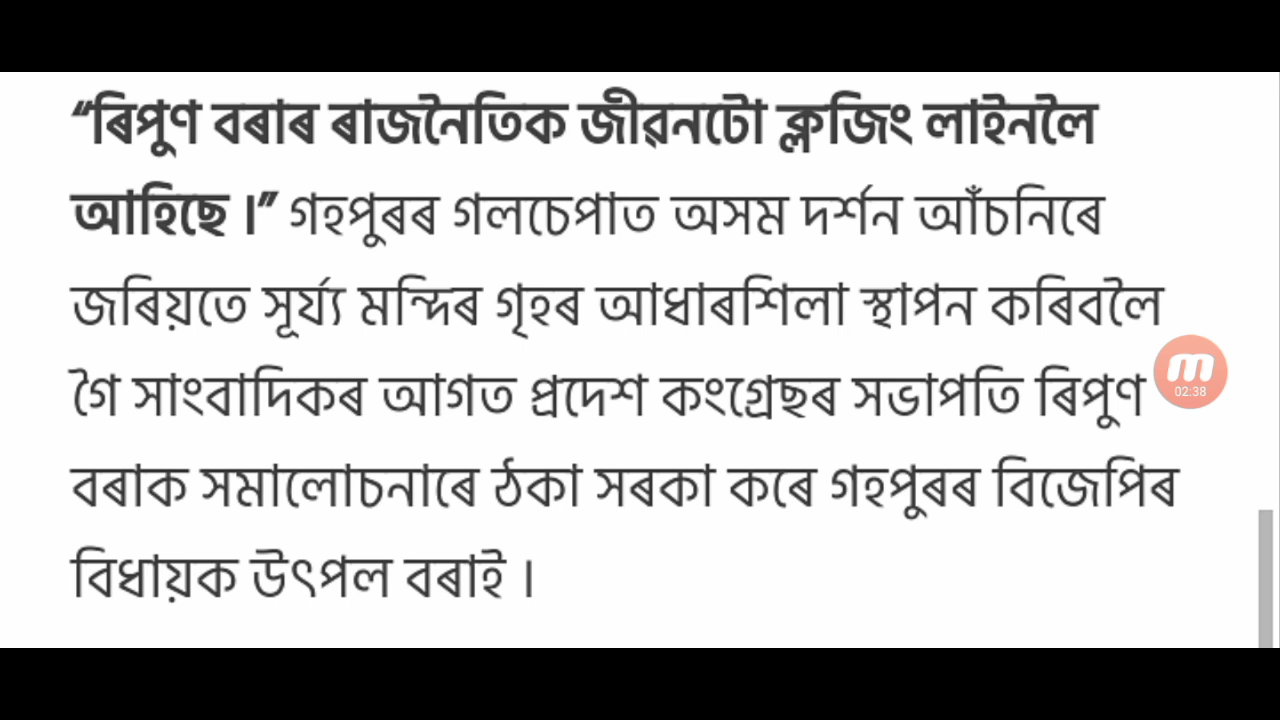 “ৰিপুণ বৰাৰ ৰাজনৈতিক জীৱনটো ক্লজিং লাইনলৈ
আহিছে ।” গহপুৰৰ গলচেপাত অসম দৰ্শন আঁচনিৰে
জৰিয়তে সূৰ্য্য মন্দিৰ গৃহৰ আধাৰশিলা স্থাপন কৰিবলৈ
গৈ সাংবাদিকৰ আগত প্ৰদেশ কংগ্ৰেছৰ সভাপতি ৰিপুণ
02:38
বৰাক সমালোচনাৰে ঠকা সৰকা কৰে গহপুৰৰ বিজেপিৰ
বিধায়ক উৎপল বৰাই ।